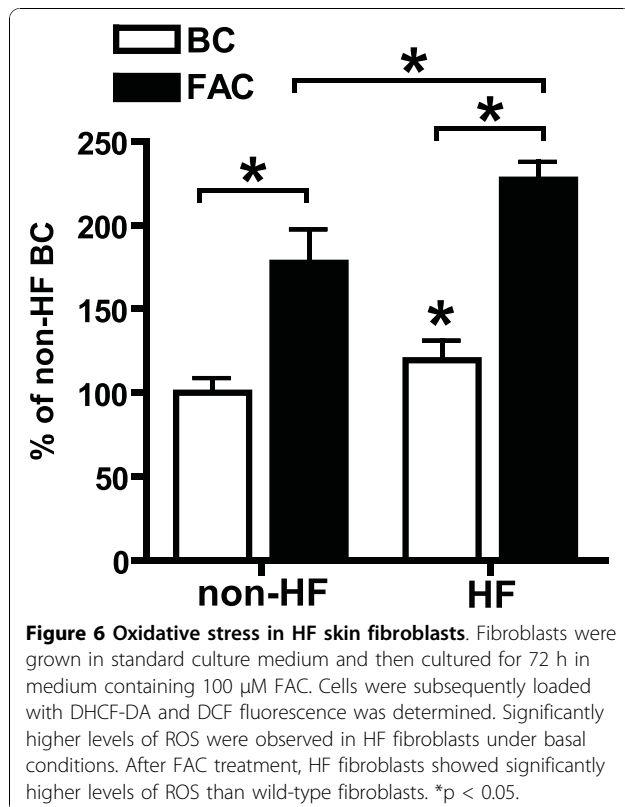 BC
FAC
*
*
250
*
200
*
150
100
50
0
% of non-HF BC
non-HF HF
Figure 6 Oxidative stress in HF skin fibroblasts. Fibroblasts were
grown in standard culture medium and then cultured for 72 h in
medium containing 100 μM FAC. Cells were subsequently loaded
with DHCF-DA and DCF fluorescence was determined. Significantly
higher levels of ROS were observed in HF fibroblasts under basal
conditions. After FAC treatment, HF fibroblasts showed significantly
higher levels of ROS than wild-type fibroblasts. *p < 0.05.